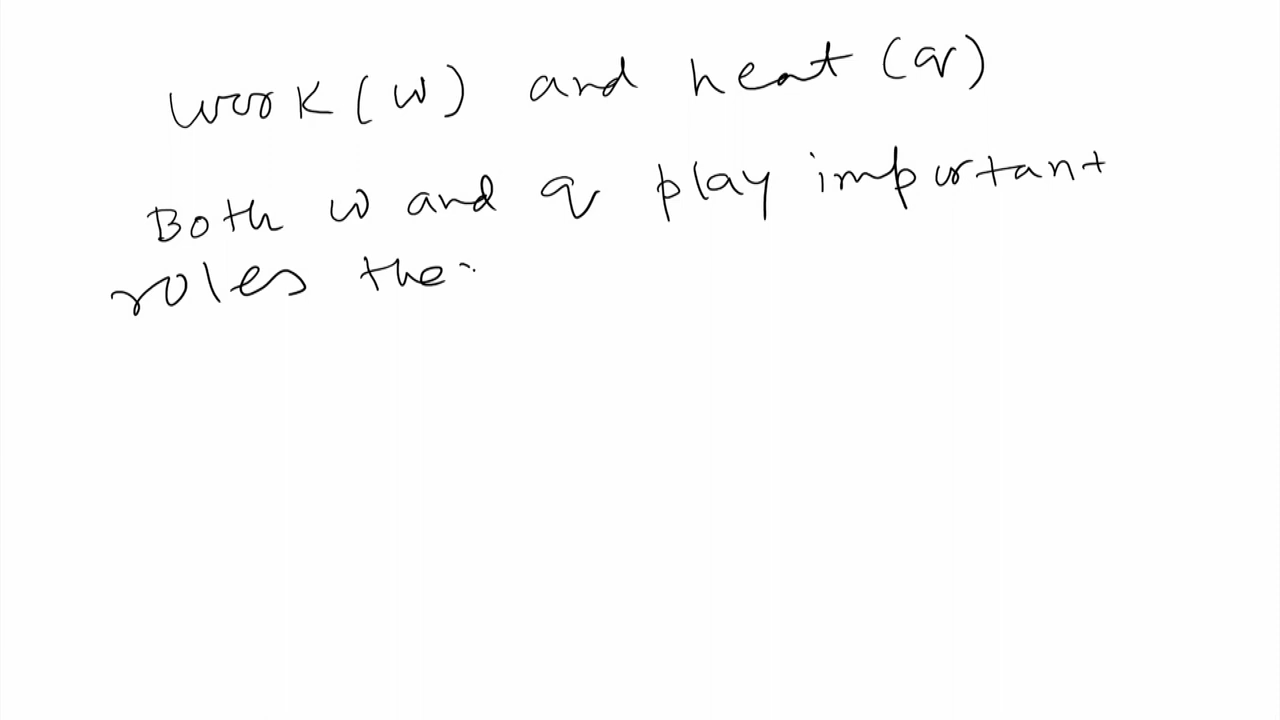 work (w) and heat (q)
Both w and q play important
roles the